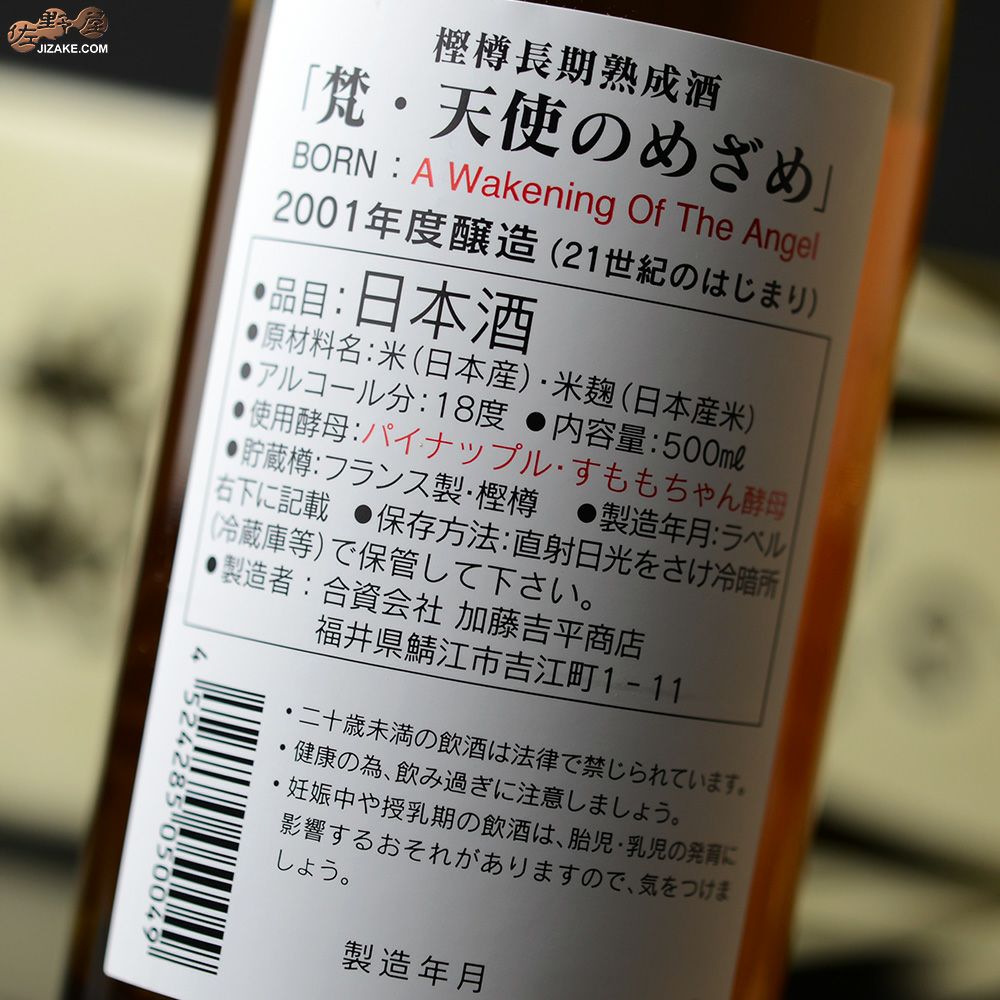 佐野屋
JIZAKE.COM
樫樽長期熟成酒
「梵・天使のめざめ」
BORN : A Wakening Of The Angel
2001年度醸造 (21世紀のはじまり)
●品目:日本酒
●原材料名:米(日本産)・米麹(日本産米)
●アルコール分:18度 ●内容量:500㎖
●使用酵母:パイナップル・すももちゃん酵母
●貯蔵樽:フランス製・樫樽 ●製造年月:ラベル
右下に記載 ●保存方法:直射日光をさけ冷暗所
(冷蔵庫等)で保管して下さい。
●製造者:合資会社 加藤吉平商店
福井県鯖江市吉江町1-11
・二十歳未満の飲酒は法律で禁じられています。
・健康の為、飲み過ぎに注意しましょう。
・妊娠中や授乳期の飲酒は、胎児・乳児の発育に
影響するおそれがありますので、気をつけま
しょう。
4 524285 050049
製造年月